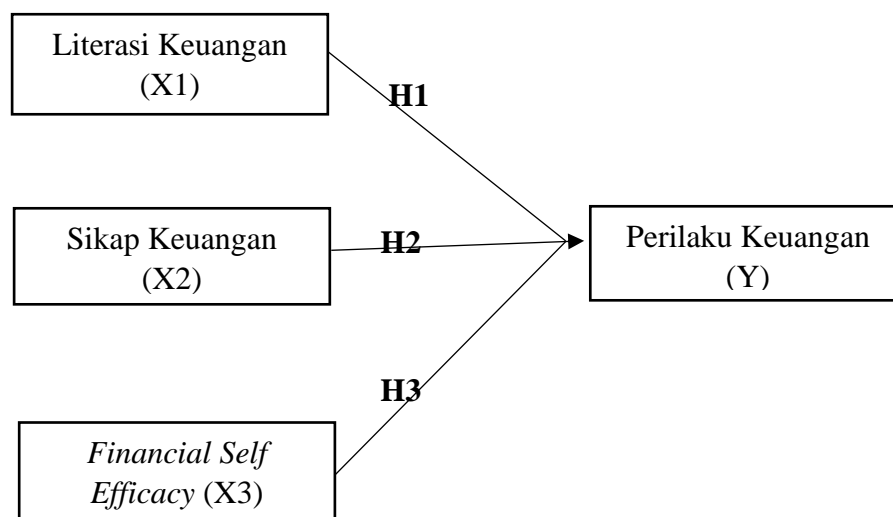 Literasi Keuangan
(X1)
H1
Sikap Keuangan
(X2)
H2
Perilaku Keuangan
(Y)
H3
Financial Self
Efficacy (X3)